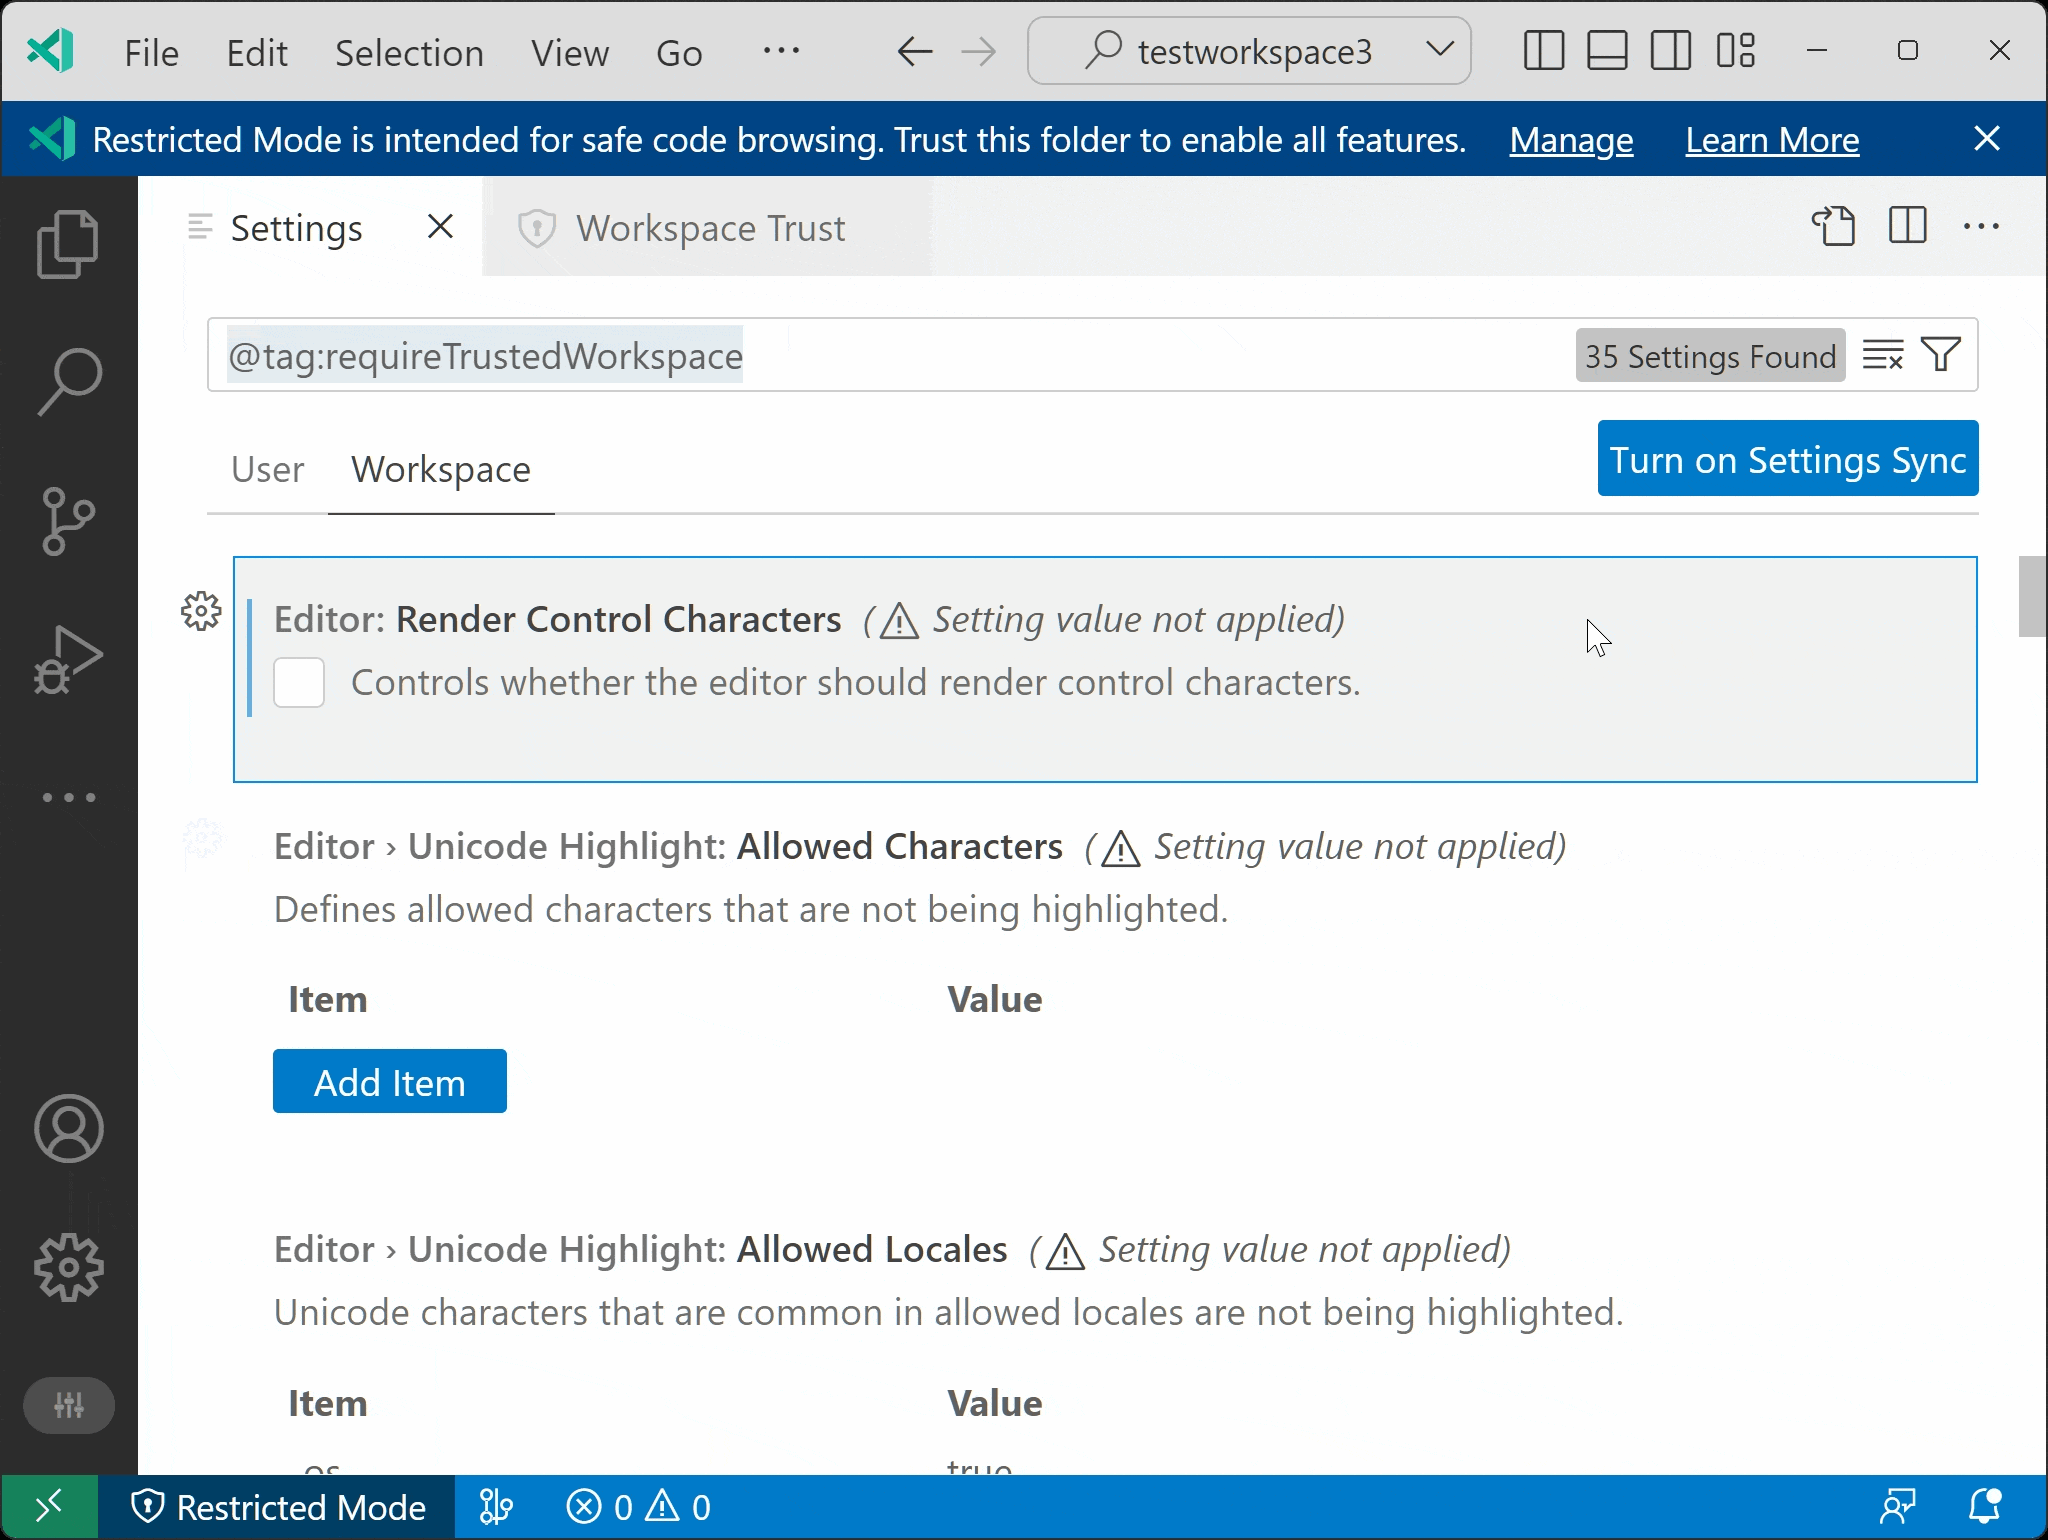 File Edit Selection View Go ··· testworkspace3
Restricted Mode is intended for safe code browsing. Trust this folder to enable all features. Manage Learn More
Settings Workspace Trust
@tag:requireTrustedWorkspace 35 Settings Found
User Workspace Turn on Settings Sync
Editor: Render Control Characters (⚠ Setting value not applied)
Controls whether the editor should render control characters.
Editor › Unicode Highlight: Allowed Characters (⚠ Setting value not applied)
Defines allowed characters that are not being highlighted.
Item Value
Add Item
Editor › Unicode Highlight: Allowed Locales (⚠ Setting value not applied)
Unicode characters that are common in allowed locales are not being highlighted.
Item Value
true
Restricted Mode 0 0